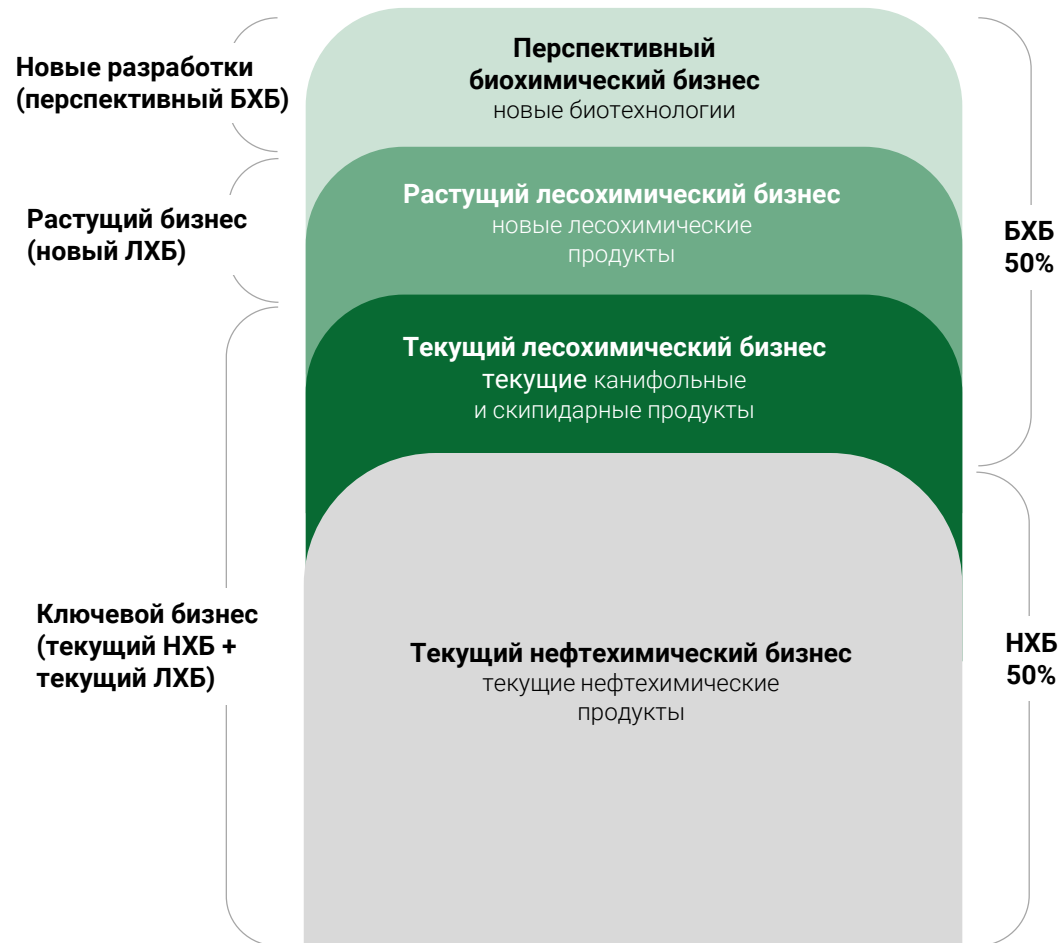 Новые разработки
(перспективный БХБ)
Перспективный
биохимический бизнес
новые биотехнологии
Растущий бизнес
(новый ЛХБ)
Растущий лесохимический бизнес
новые лесохимические
продукты
БХБ
50%
Текущий лесохимический бизнес
текущие канифольные
и скипидарные продукты
Ключевой бизнес
(текущий НХБ +
текущий ЛХБ)
Текущий нефтехимический бизнес
текущие нефтехимические
продукты
НХБ
50%